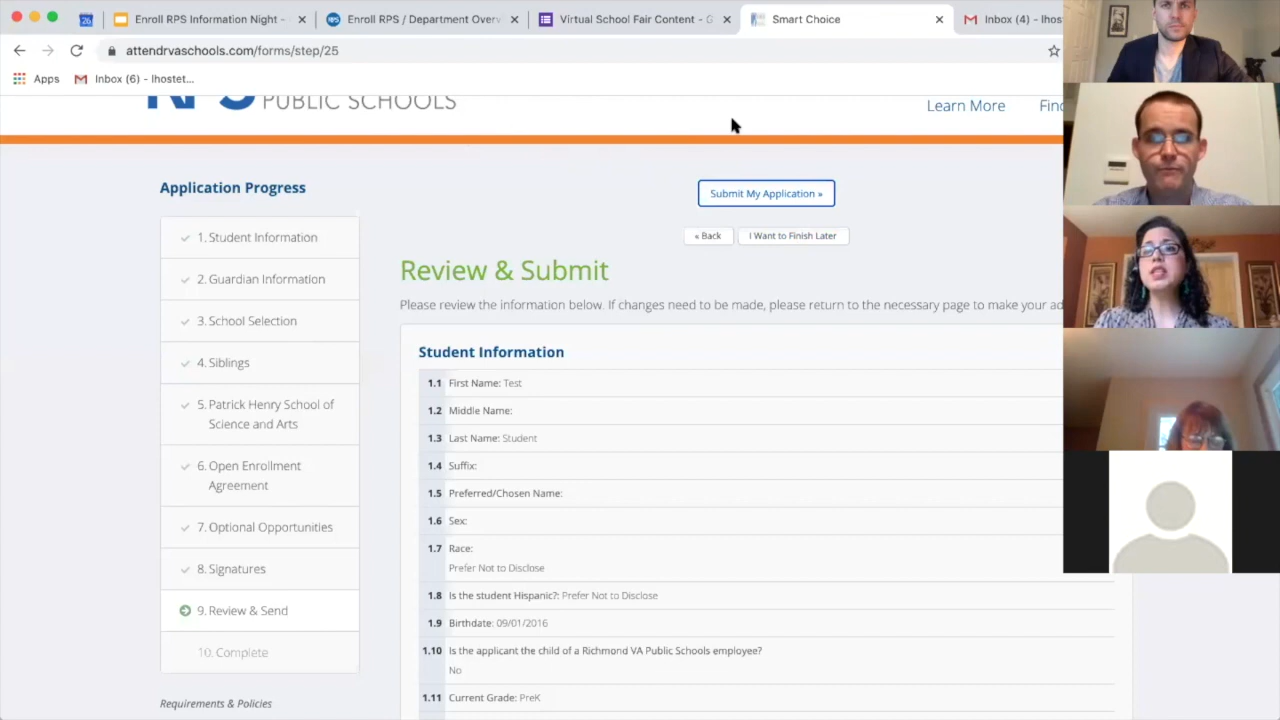 26
Enroll RPS Information Night -
Enroll RPS / Department Over
Virtual School Fair Content - G
Smart Choice
Inbox (4) - lhos
attendrvaschools.com/forms/step/25
Apps
Inbox (6) - lhostet...
PUBLIC SCHOOLS
Learn More
Find
Application Progress
Submit My Application »
1. Student Information
« Back
I Want to Finish Later
Review & Submit
2. Guardian Information
Please review the information below. If changes need to be made, please return to the necessary page to make your ad
3. School Selection
Student Information
4. Siblings
1.1 First Name: Test
5. Patrick Henry School of
Science and Arts
1.2 Middle Name:
1.3 Last Name: Student
6. Open Enrollment
Agreement
1.4 Suffix:
1.5 Preferred/Chosen Name:
7. Optional Opportunities
1.6 Sex:
1.7 Race:
Prefer Not to Disclose
8. Signatures
1.8 Is the student Hispanic?: Prefer Not to Disclose
9. Review & Send
1.9 Birthdate: 09/01/2016
10. Complete
1.10 Is the applicant the child of a Richmond VA Public Schools employee?
No
Requirements & Policies
1.11 Current Grade: PreK